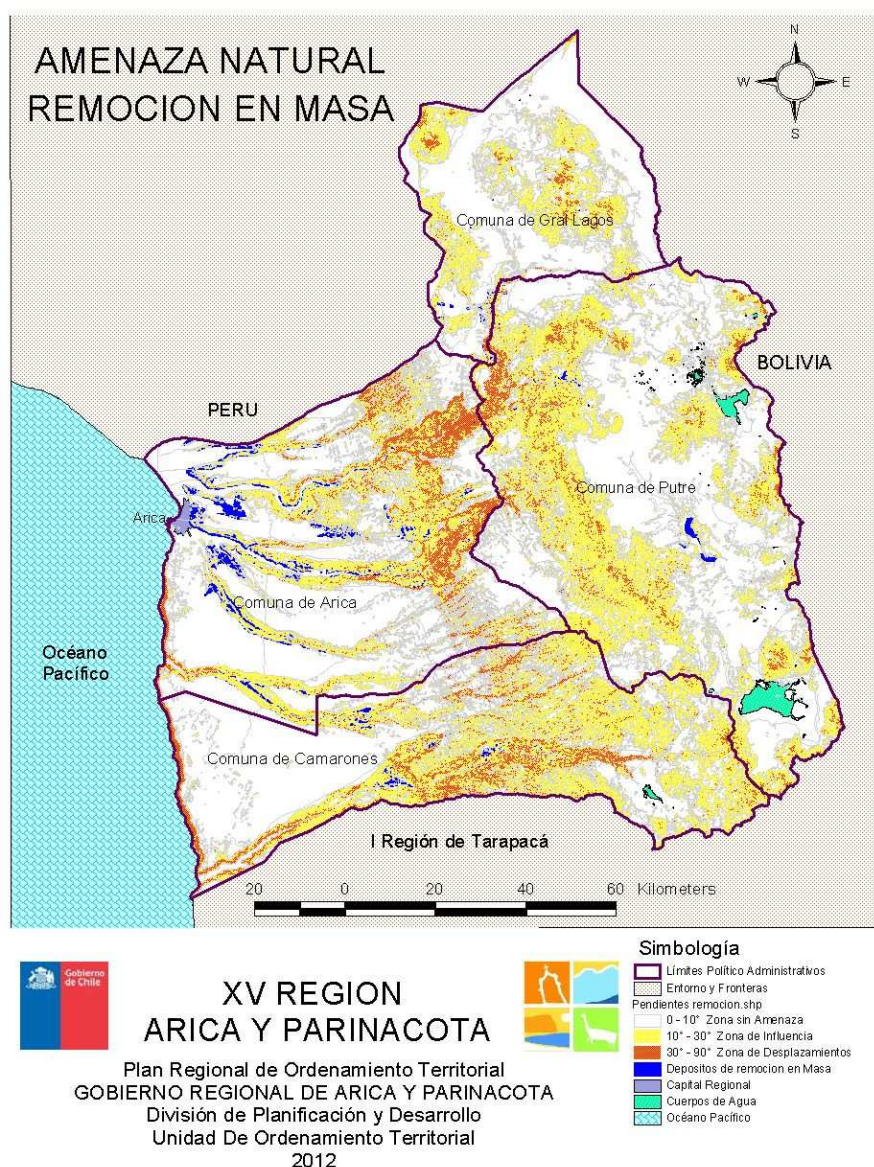 AMENAZA NATURAL
REMOCION EN MASA
N
W
E
S
Comuna de Gral Lagos
BOLIVIA
PERU
Comuna de Putre
Arica
Comuna de Arica
Océano
Pacífico
Comuna de Camarones
I Región de Tarapacá
20 0 20 40 60 Kilometers
Gobierno
de Chile
XV REGION
ARICA Y PARINACOTA
Plan Regional de Ordenamiento Territorial
GOBIERNO REGIONAL DE ARICA Y PARINACOTA
División de Planificación y Desarrollo
Unidad De Ordenamiento Territorial
2012
Simbología
Límites Político Administrativos
Entorno y Fronteras
Pendientes remocion.shp
0 - 10° Zona sin Amenaza
10° - 30° Zona de Influencia
30° - 90° Zona de Desplazamientos
Depositos de remocion en Masa
Capital Regional
Cuerpos de Agua
Océano Pacífico